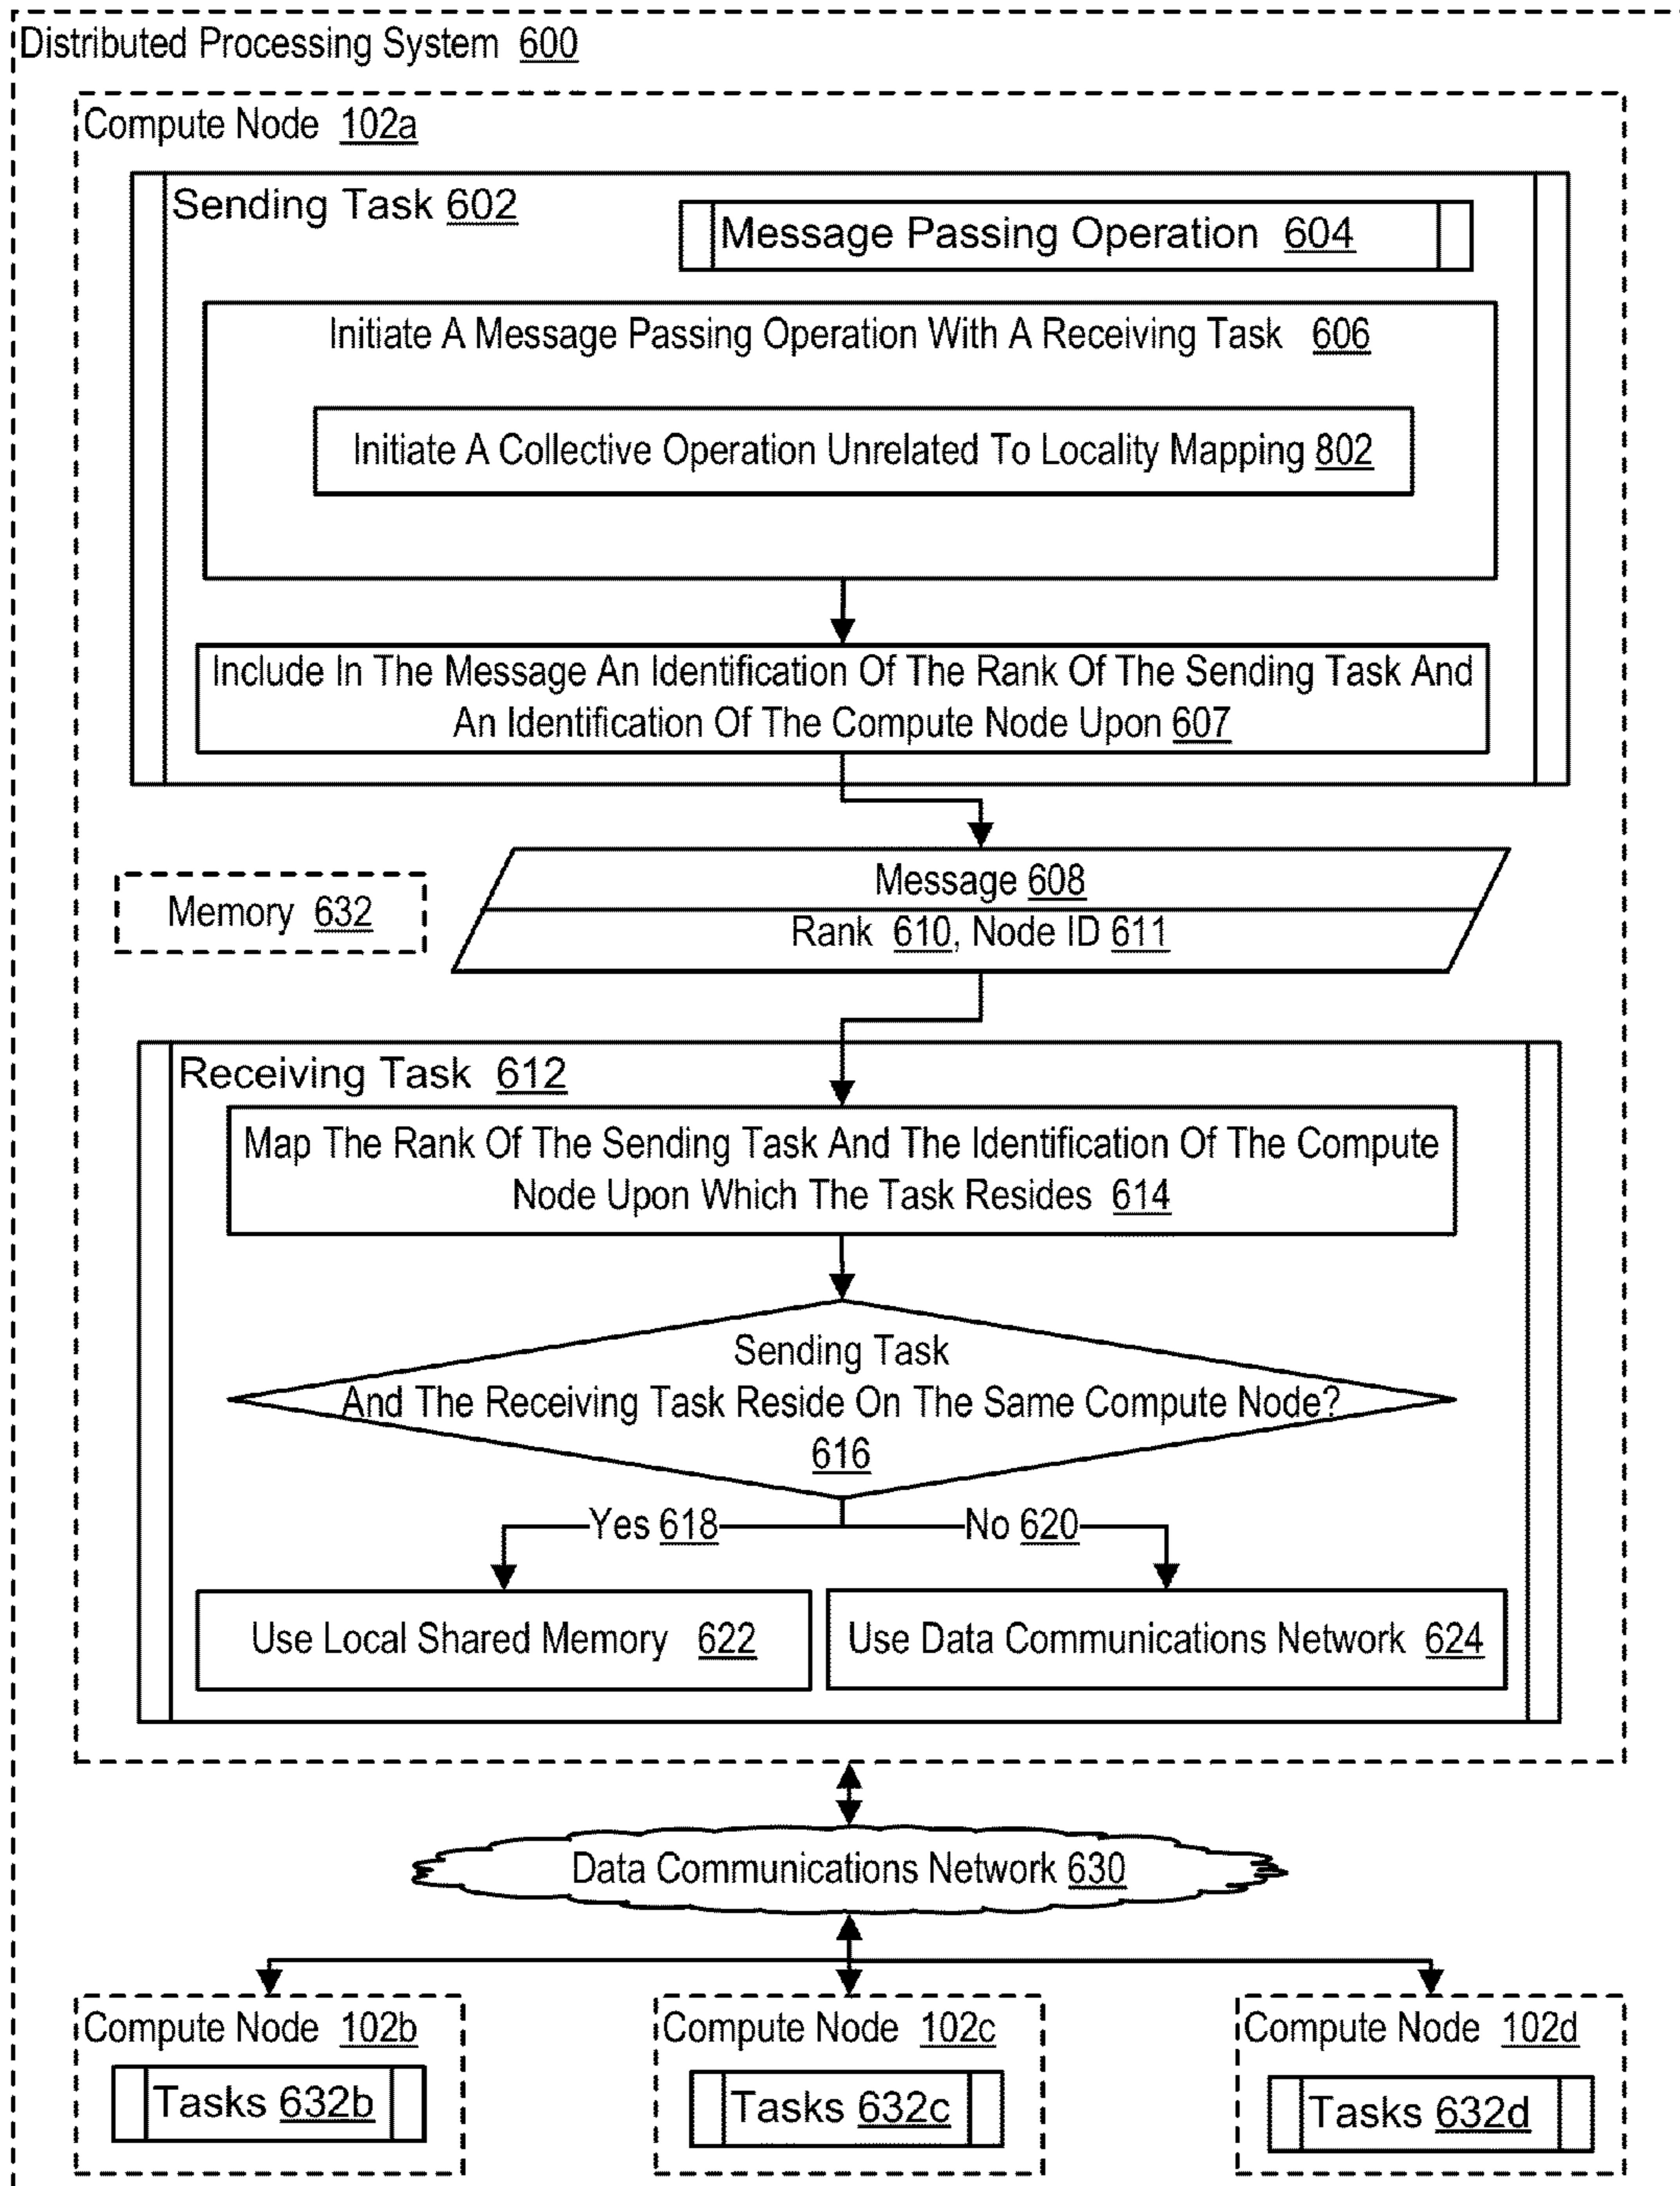 Distributed Processing System 600
Compute Node 102a
Sending Task 602
Message Passing Operation 604
Initiate A Message Passing Operation With A Receiving Task 606
Initiate A Collective Operation Unrelated To Locality Mapping 802
Include In The Message An Identification Of The Rank Of The Sending Task And
An Identification Of The Compute Node Upon 607
Message 608
Memory 632
Rank 610, Node ID 611
Receiving Task 612
Map The Rank Of The Sending Task And The Identification Of The Compute
Node Upon Which The Task Resides 614
Sending Task
And The Receiving Task Reside On The Same Compute Node?
616
Yes 618
No 620
Use Local Shared Memory 622
Use Data Communications Network 624
Data Communications Network 630
Compute Node 102b
Tasks 632b
Compute Node 102c
Tasks 632c
Compute Node 102d
Tasks 632d